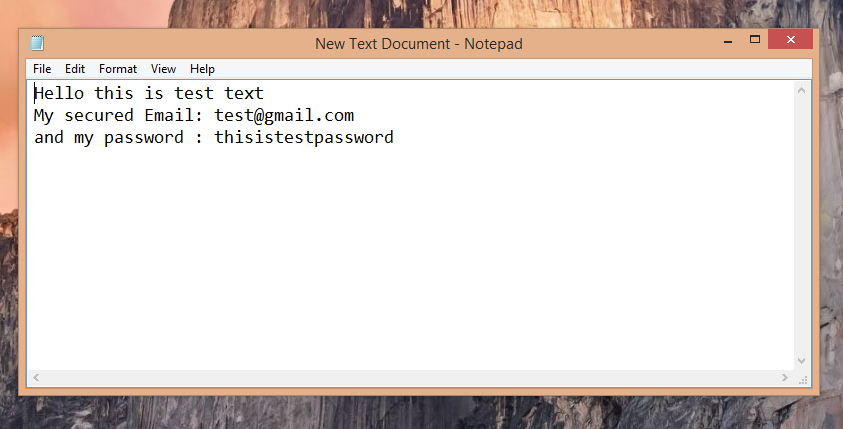 New Text Document - Notepad
File Edit Format View Help
Hello this is test text
My secured Email: test@gmail.com
and my password : thisistestpassword